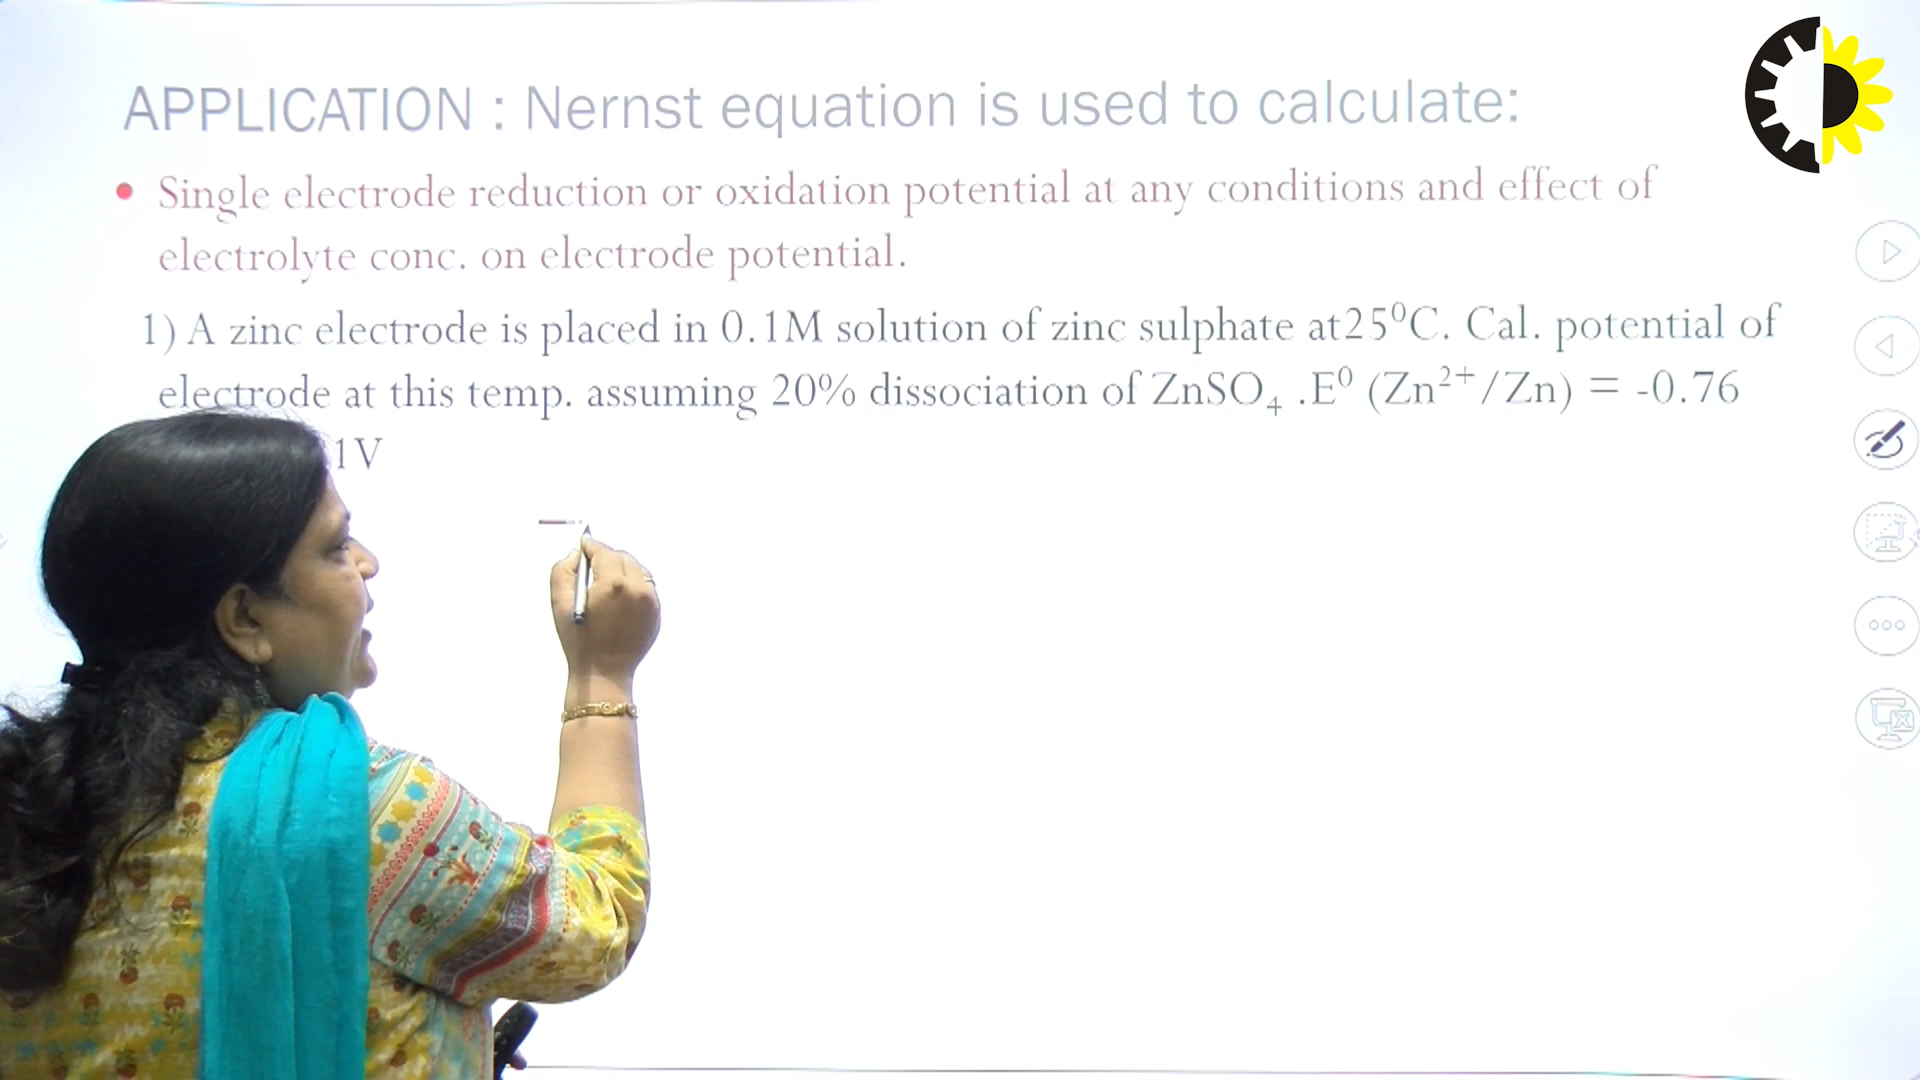 APPLICATION : Nernst equation is used to calculate:
• Single electrode reduction or oxidation potential at any conditions and effect of
electrolyte conc. on electrode potential.
1) A zinc electrode is placed in 0.1M solution of zinc sulphate at25⁰C. Cal. potential of
electrode at this temp. assuming 20% dissociation of ZnSO₄ .E⁰ (Zn²⁺/Zn) = -0.76
1V